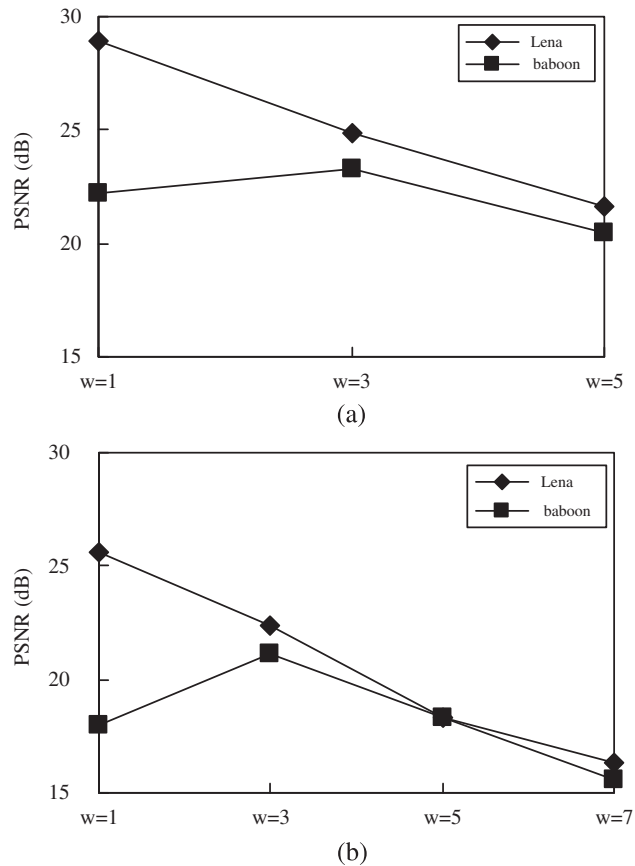 30
25
20
15
PSNR (dB)
Lena
baboon
w=1 w=3 w=5
(a)
30
25
20
15
PSNR (dB)
Lena
baboon
w=1 w=3 w=5 w=7
(b)